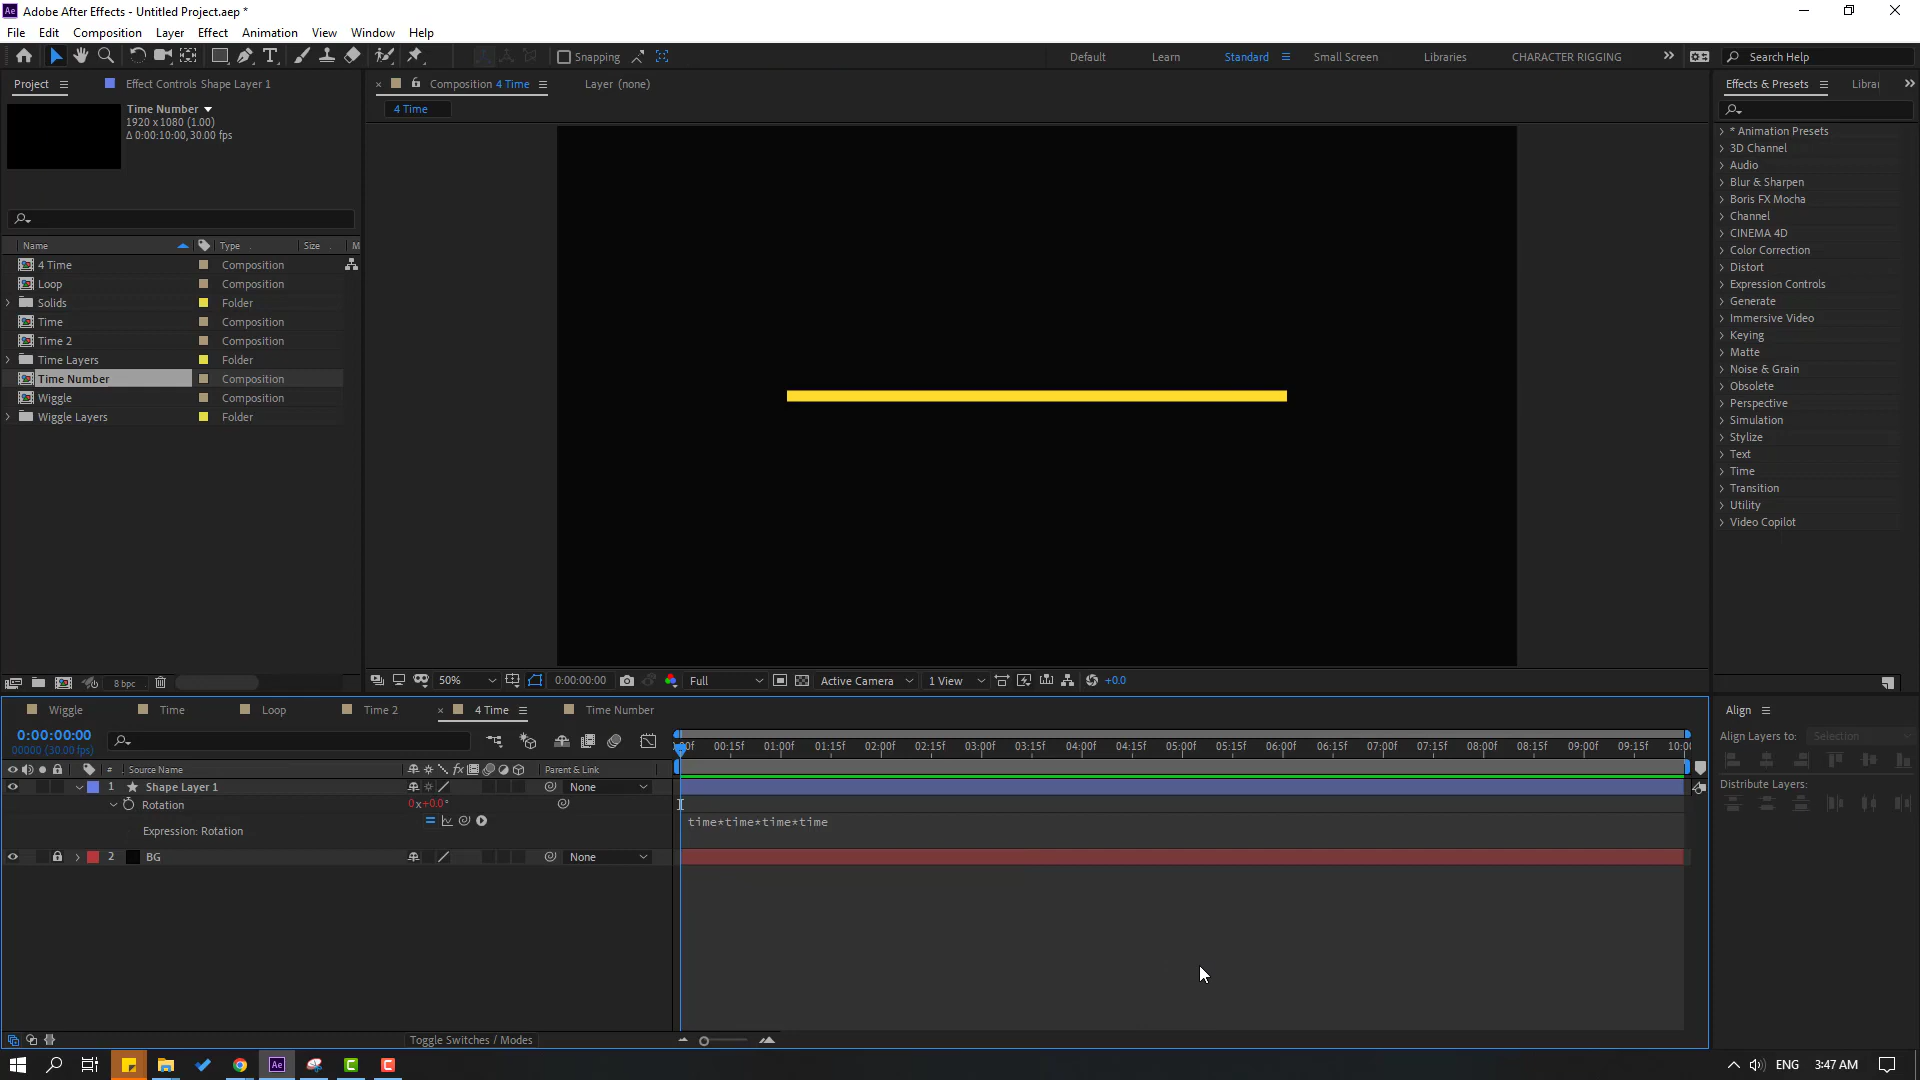 Adobe After Effects - Untitled Project.aep *
File Edit Composition Layer Effect Animation View Window Help
Snapping
Default Learn Standard Small Screen Libraries CHARACTER RIGGING
Search Help
Project
Effect Controls Shape Layer 1
Time Number
1920 x 1080 (1.00)
Δ 0:00:10:00, 30.00 fps
Name Type Size M
4 Time Composition
Loop Composition
Solids Folder
Time Composition
Time 2 Composition
Time Layers Folder
Time Number Composition
Wiggle Composition
Wiggle Layers Folder
8 bpc
Composition 4 Time
Layer (none)
4 Time
50%
0:00:00:00
Full
Active Camera
1 View
+0.0
Effects & Presets
Librai
* Animation Presets
3D Channel
Audio
Blur & Sharpen
Boris FX Mocha
Channel
CINEMA 4D
Color Correction
Distort
Expression Controls
Generate
Immersive Video
Keying
Matte
Noise & Grain
Obsolete
Perspective
Simulation
Stylize
Text
Time
Transition
Utility
Video Copilot
Wiggle Time Loop Time 2 4 Time Time Number
0:00:00:00
00000 (30.00 fps)
00:15f 01:00f 01:15f 02:00f 02:15f 03:00f 03:15f 04:00f 04:15f 05:00f 05:15f 06:00f 06:15f 07:00f 07:15f 08:00f 08:15f 09:00f 09:15f
# Source Name Parent & Link
1 Shape Layer 1 None
Rotation 0x+0.0°
Expression: Rotation
time*time*time*time
2 BG None
Toggle Switches / Modes
Align
Align Layers to: Selection
Distribute Layers:
ENG 3:47 AM